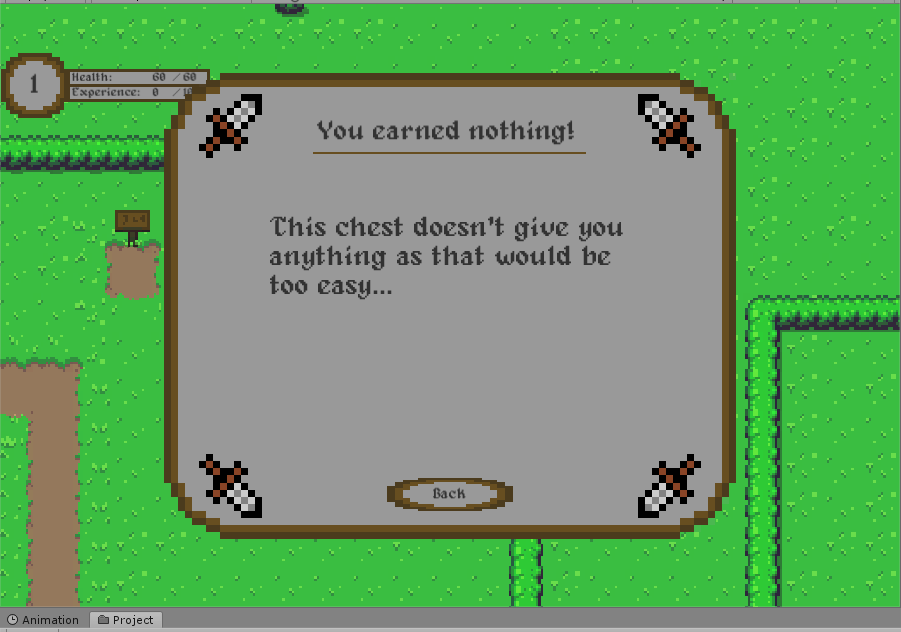 1
Health: 60 / 60
Experience: 0 /
You earned nothing!
This chest doesn't give you
anything as that would be
too easy...
Back
Animation
Project